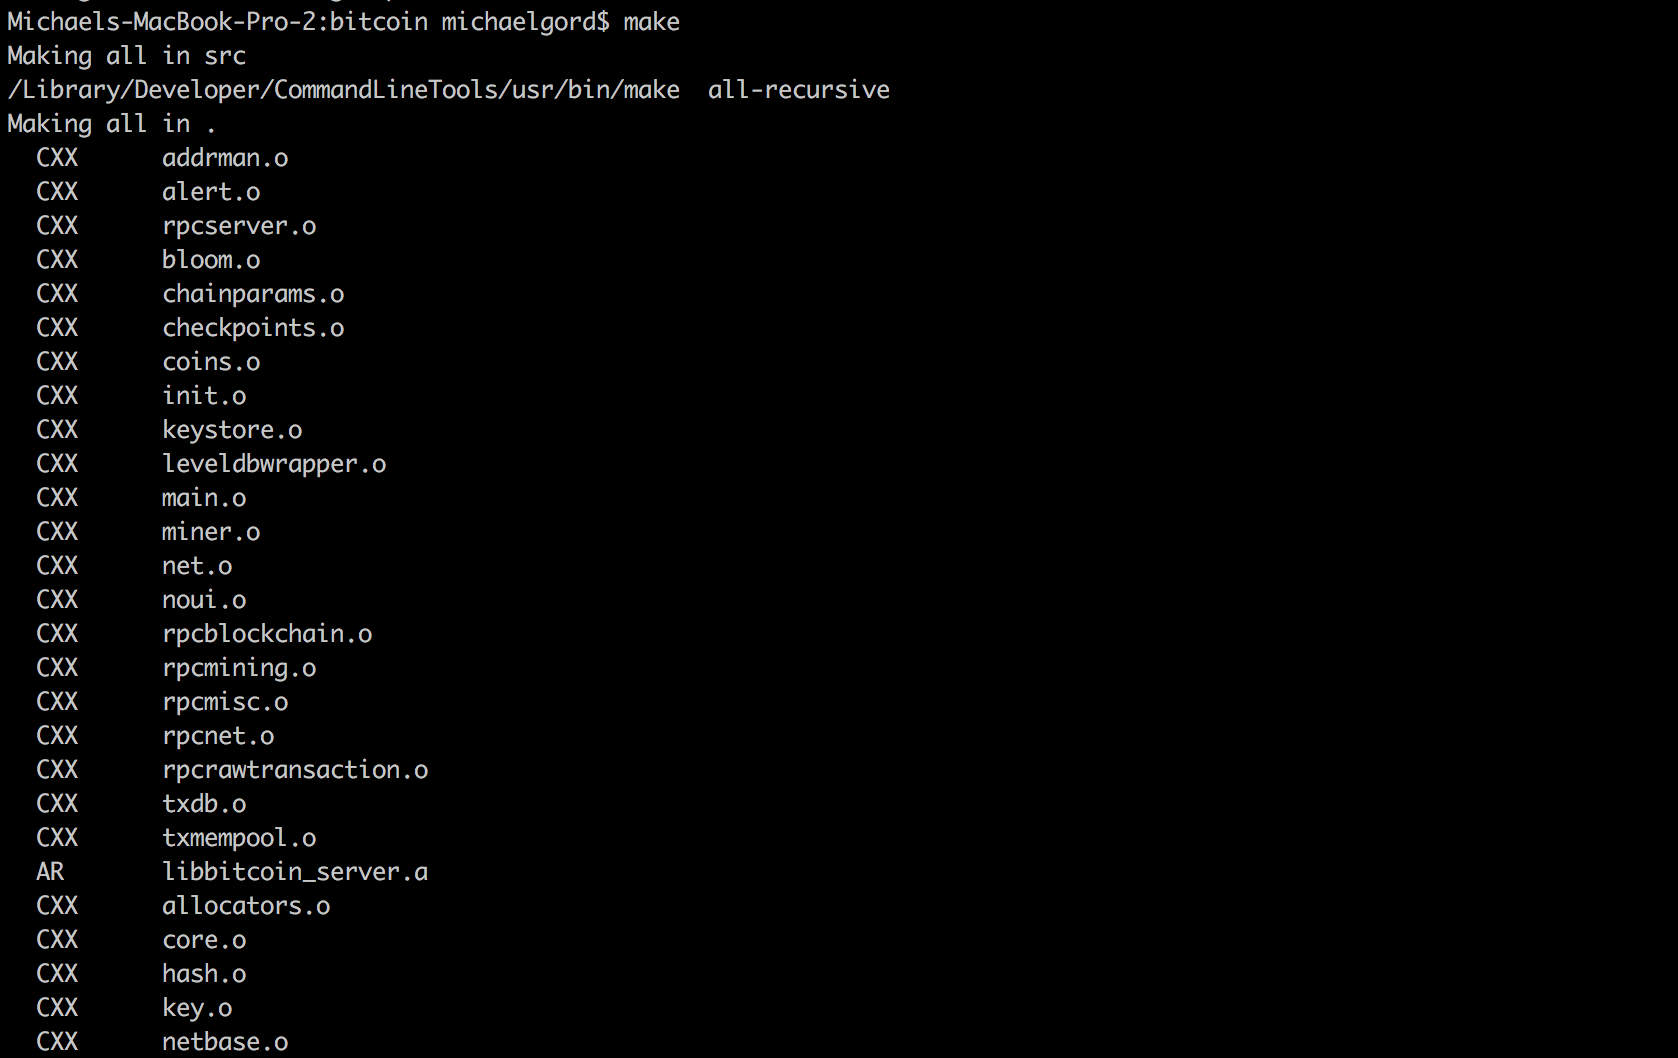 Michaels-MacBook-Pro-2:bitcoin michaelgord$ make
Making all in src
/Library/Developer/CommandLineTools/usr/bin/make  all-recursive
Making all in .
  CXX      addrman.o
  CXX      alert.o
  CXX      rpcserver.o
  CXX      bloom.o
  CXX      chainparams.o
  CXX      checkpoints.o
  CXX      coins.o
  CXX      init.o
  CXX      keystore.o
  CXX      leveldbwrapper.o
  CXX      main.o
  CXX      miner.o
  CXX      net.o
  CXX      noui.o
  CXX      rpcblockchain.o
  CXX      rpcmining.o
  CXX      rpcmisc.o
  CXX      rpcnet.o
  CXX      rpcrawtransaction.o
  CXX      txdb.o
  CXX      txmempool.o
  AR       libbitcoin_server.a
  CXX      allocators.o
  CXX      core.o
  CXX      hash.o
  CXX      key.o
  CXX      netbase.o